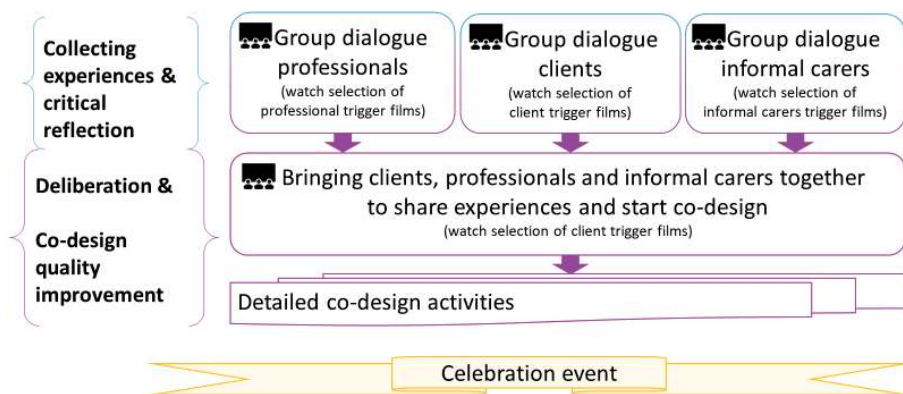 Collecting
experiences &
critical
reflection
Group dialogue
professionals
(watch selection of
professional trigger films)
Group dialogue
clients
(watch selection of
client trigger films)
Group dialogue
informal carers
(watch selection of
informal carers trigger films)
Deliberation &
Co-design
quality
improvement
Bringing clients, professionals and informal carers together
to share experiences and start co-design
(watch selection of client trigger films)
Detailed co-design activities
Celebration event